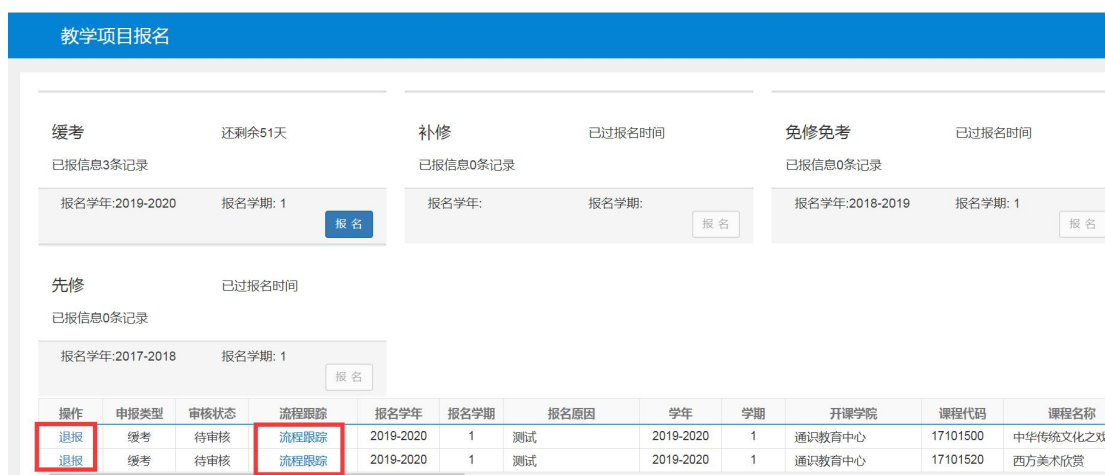 教学项目报名
缓考 还剩余51天 补修 已过报名时间 免修免考 已过报名时间
已报信息3条记录 已报信息0条记录 已报信息0条记录
报名学年:2019-2020 报名学期: 1 报名学年: 报名学期: 报名学年:2018-2019 报名学期: 1
报 名 报 名 报 名
先修 已过报名时间
已报信息0条记录
报名学年:2017-2018 报名学期: 1
报 名
操作 申报类型 审核状态 流程跟踪 报名学年 报名学期 报名原因 学年 学期 开课学院 课程代码 课程名称
退报 缓考 待审核 流程跟踪 2019-2020 1 测试 2019-2020 1 通识教育中心 17101500 中华传统文化之戏
退报 缓考 待审核 流程跟踪 2019-2020 1 测试 2019-2020 1 通识教育中心 17101520 西方美术欣赏